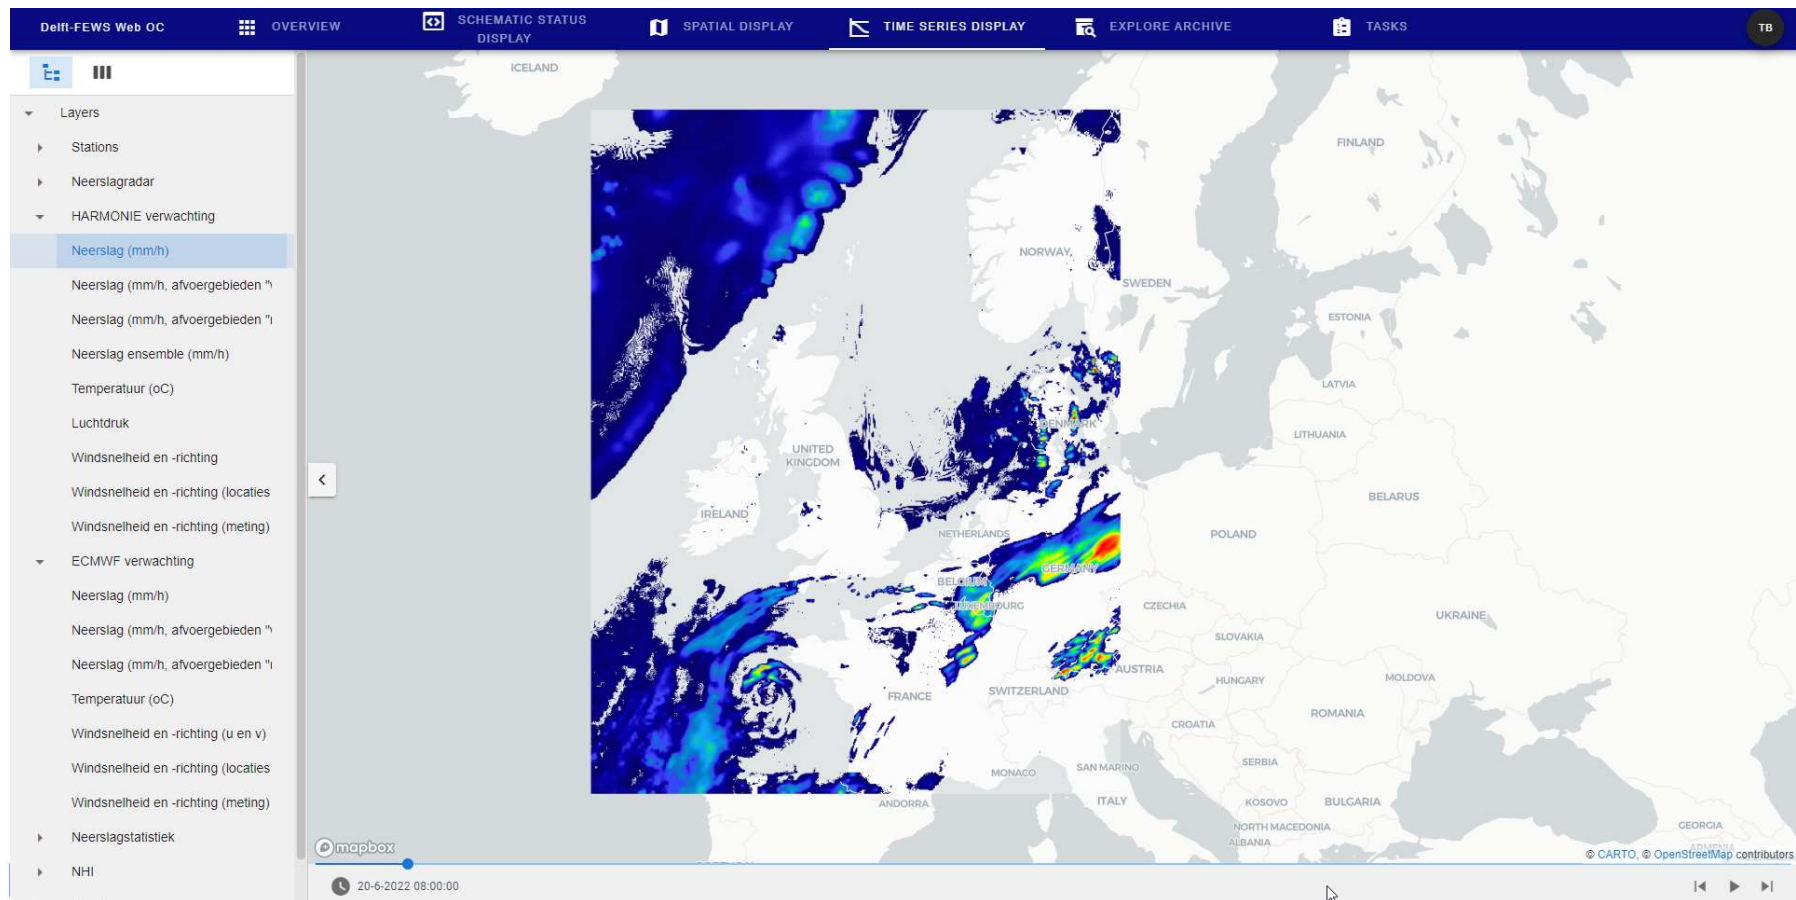 Delft-FEWS Web OC
OVERVIEW
SCHEMATIC STATUS
DISPLAY
SPATIAL DISPLAY
TIME SERIES DISPLAY
EXPLORE ARCHIVE
TASKS
TB
Layers
Stations
Neerslagradar
HARMONIE verwachting
Neerslag (mm/h)
Neerslag (mm/h, afvoergebieden "
Neerslag (mm/h, afvoergebieden "
Neerslag ensemble (mm/h)
Temperatuur (oC)
Luchtdruk
Windsnelheid en -richting
Windsnelheid en -richting (locaties
Windsnelheid en -richting (meting)
ECMWF verwachting
Neerslag (mm/h)
Neerslag (mm/h, afvoergebieden "
Neerslag (mm/h, afvoergebieden "
Temperatuur (oC)
Windsnelheid en -richting (u en v)
Windsnelheid en -richting (locaties
Windsnelheid en -richting (meting)
Neerslagstatistiek
NHI
ICELAND
FINLAND
NORWAY
SWEDEN
ESTONIA
LATVIA
DENMARK
LITHUANIA
UNITED
KINGDOM
BELARUS
IRELAND
NETHERLANDS
POLAND
GERMANY
BELGIUM
LUXEMBOURG
CZECHIA
UKRAINE
SLOVAKIA
AUSTRIA
HUNGARY
MOLDOVA
FRANCE
SWITZERLAND
CROATIA
ROMANIA
SERBIA
MONACO
SAN MARINO
ANDORRA
ITALY
KOSOVO
BULGARIA
NORTH MACEDONIA
GEORGIA
ALBANIA
ARMENIA
mapbox
© CARTO, © OpenStreetMap contributors
20-6-2022 08:00:00